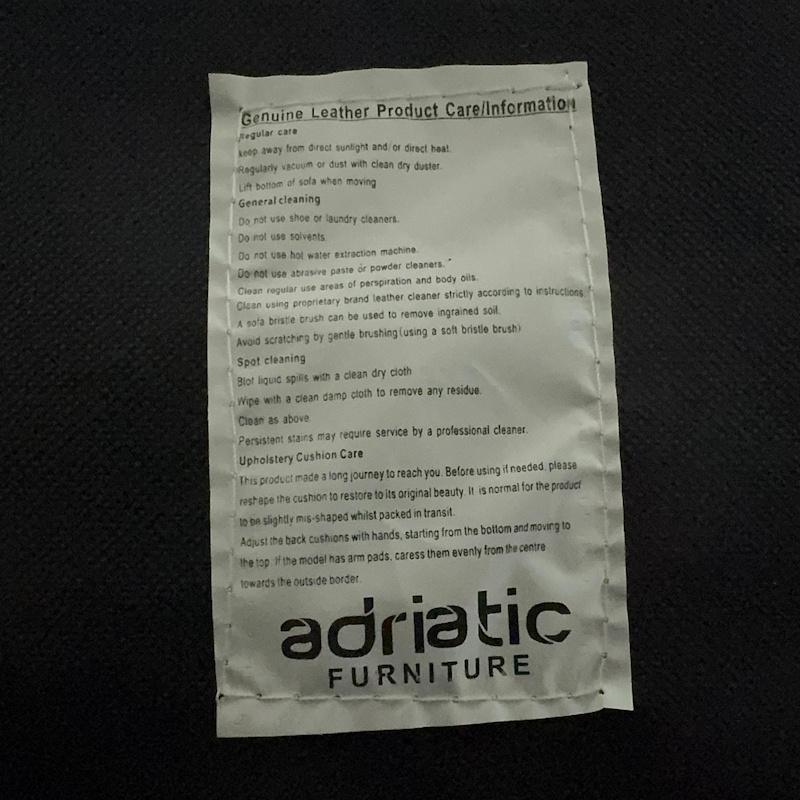 Genuine Leather Product Care/Information
Regular care
keep away from direct sunlight and/or direct heat.
Regularly vacuum or dust with clean dry duster.
Lift bottom of sofa when moving
General cleaning
Do not use shoe or laundry cleaners.
Do not use solvents.
Do not use hot water extraction machine.
Do not use abrasive paste or powder cleaners.
Clean regular use areas of perspiration and body oils.
Clean using proprietary brand leather cleaner strictly according to instructions.
A sofa bristle brush can be used to remove ingrained soil.
Avoid scratching by gentle brushing(using a soft bristle brush)
Spot cleaning
Blot liquid spills with a clean dry cloth
Wipe with a clean damp cloth to remove any residue.
Clean as above.
Persistent stains may require service by a professional cleaner.
Upholstery Cushion Care
This product made a long journey to reach you. Before using if needed, please
reshape the cushion to restore to its original beauty. It is normal for the product
to be slightly mis-shaped whilst packed in transit.
Adjust the back cushions with hands, starting from the bottom and moving to
the top. If the model has arm pads, caress them evenly from the centre
towards the outside border.
adriatic
FURNITURE